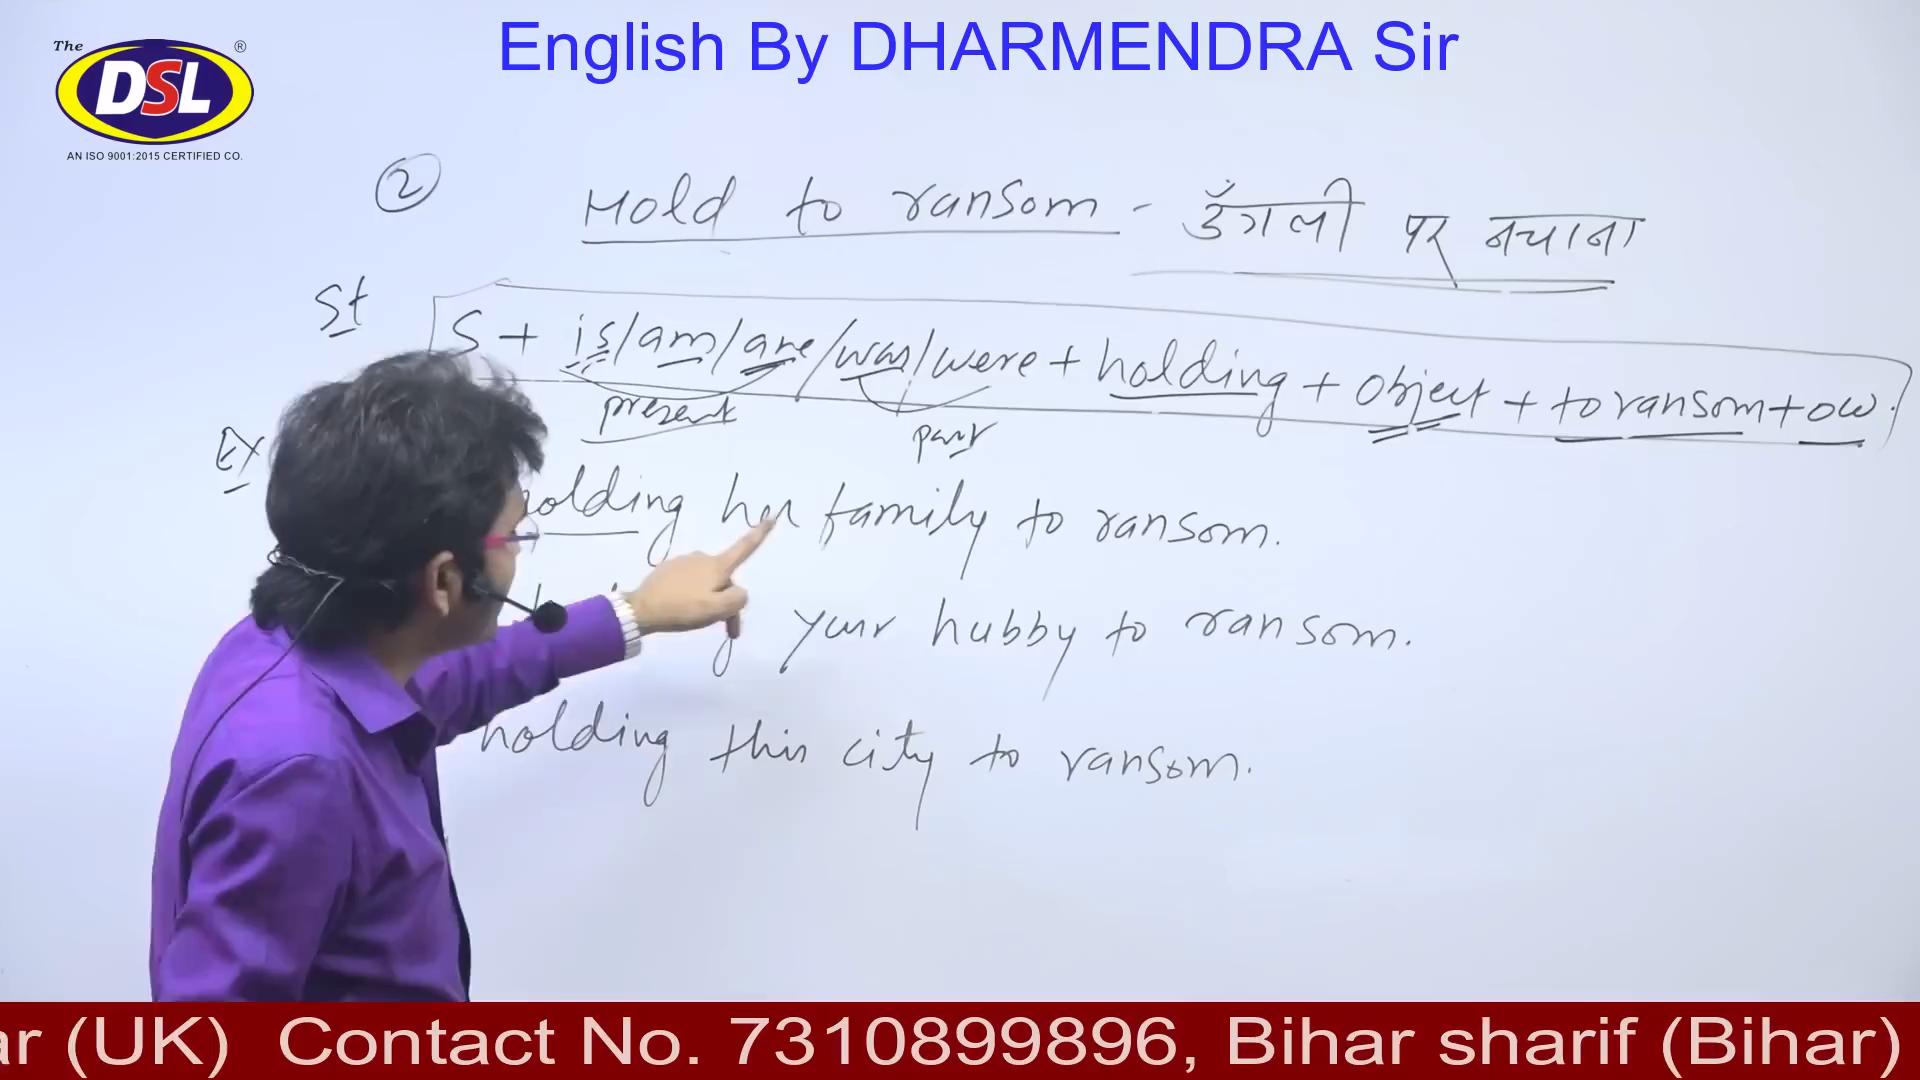 English By DHARMENDRA Sir
The DSL ®
AN ISO 9001:2015 CERTIFIED CO.
② Hold to ransom - उँगली पर नचाना
St S + is/am/are/was/were + holding + object + to ransom + ow.
present past
Ex holding her family to ransom.
your hubby to ransom.
holding this city to ransom.
ar (UK) Contact No. 7310899896, Bihar sharif (Bihar)